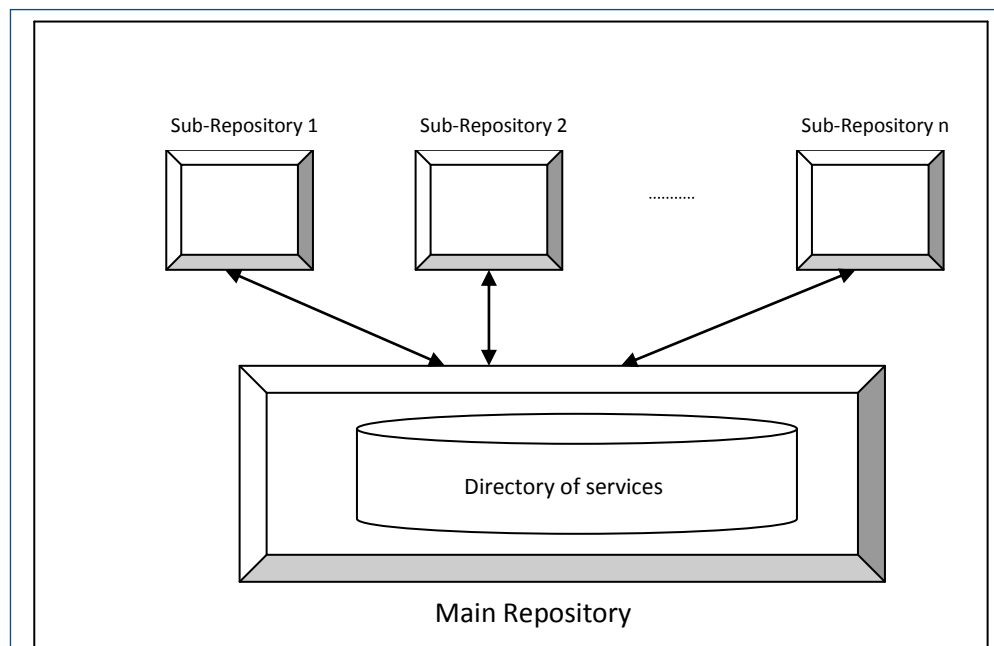 Sub-Repository 1
Sub-Repository 2
Sub-Repository n
...........
Directory of services
Main Repository